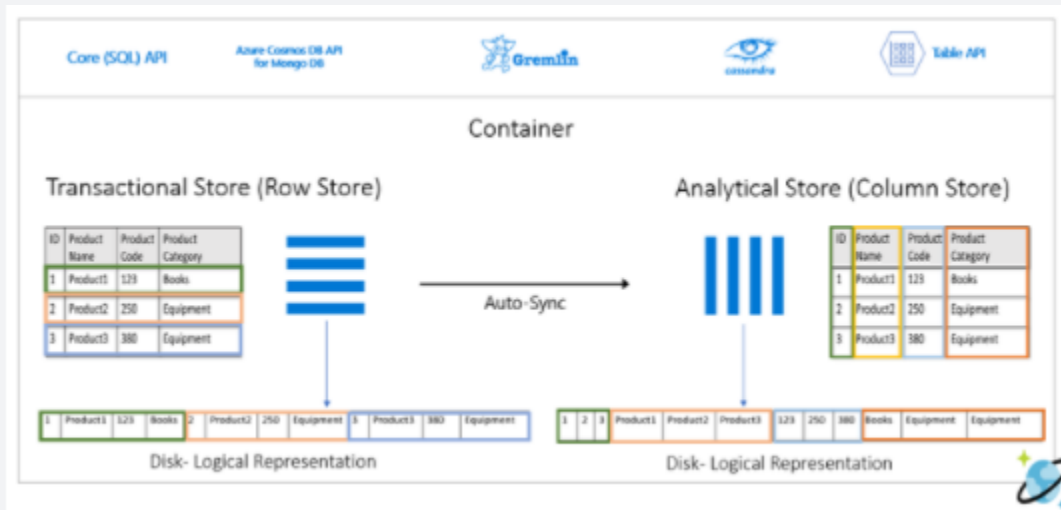 Core (SQL) API
Azure Cosmos DB API
for Mongo DB
Gremlin
cassandra
Table API
Container
Transactional Store (Row Store)
Analytical Store (Column Store)
ID Product Name Product Code Product Category
1 Product1 123 Books
2 Product2 250 Equipment
3 Product3 380 Equipment
Auto-Sync
ID Product Name Product Code Product Category
1 Product1 123 Books
2 Product2 250 Equipment
3 Product3 380 Equipment
1 Product1 123 Books 2 Product2 250 Equipment 3 Product3 380 Equipment
1 2 3 Product1 Product2 Product3 123 250 380 Books Equipment Equipment
Disk- Logical Representation
Disk- Logical Representation